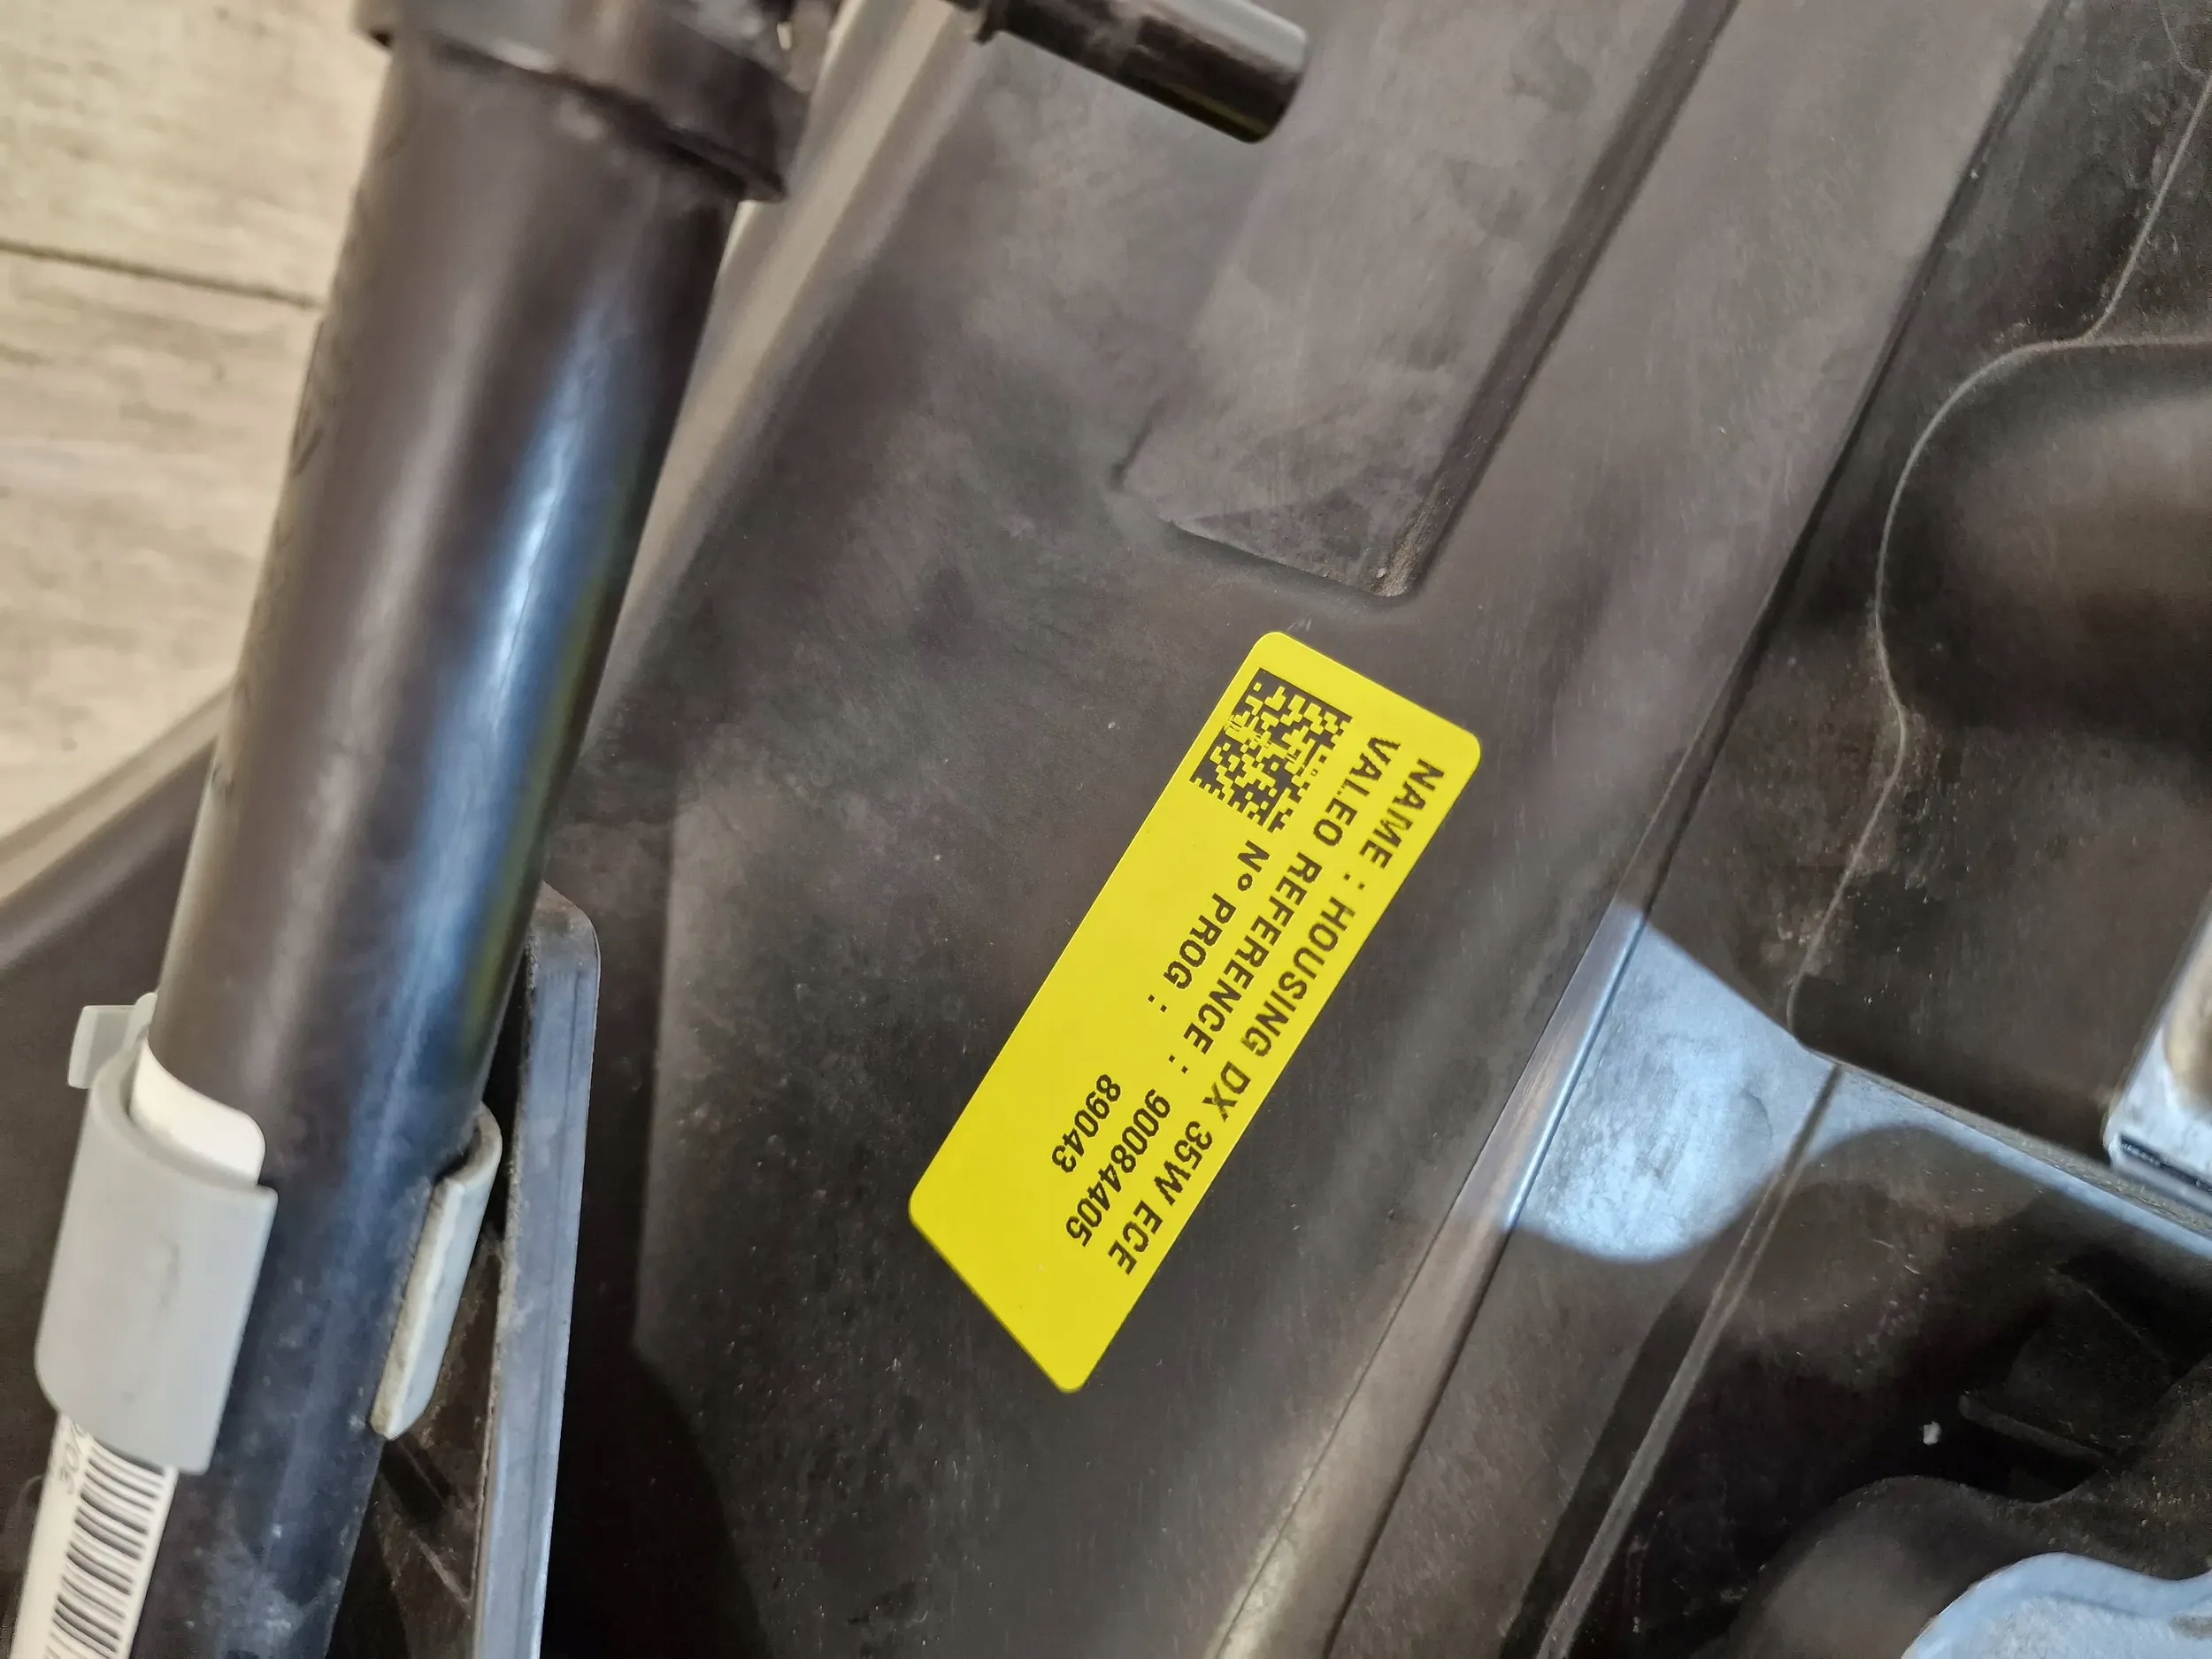 NAME : HOUSING DX 35W ECE
VALEO REFERENCE : 90084405
N° PROG : 89043